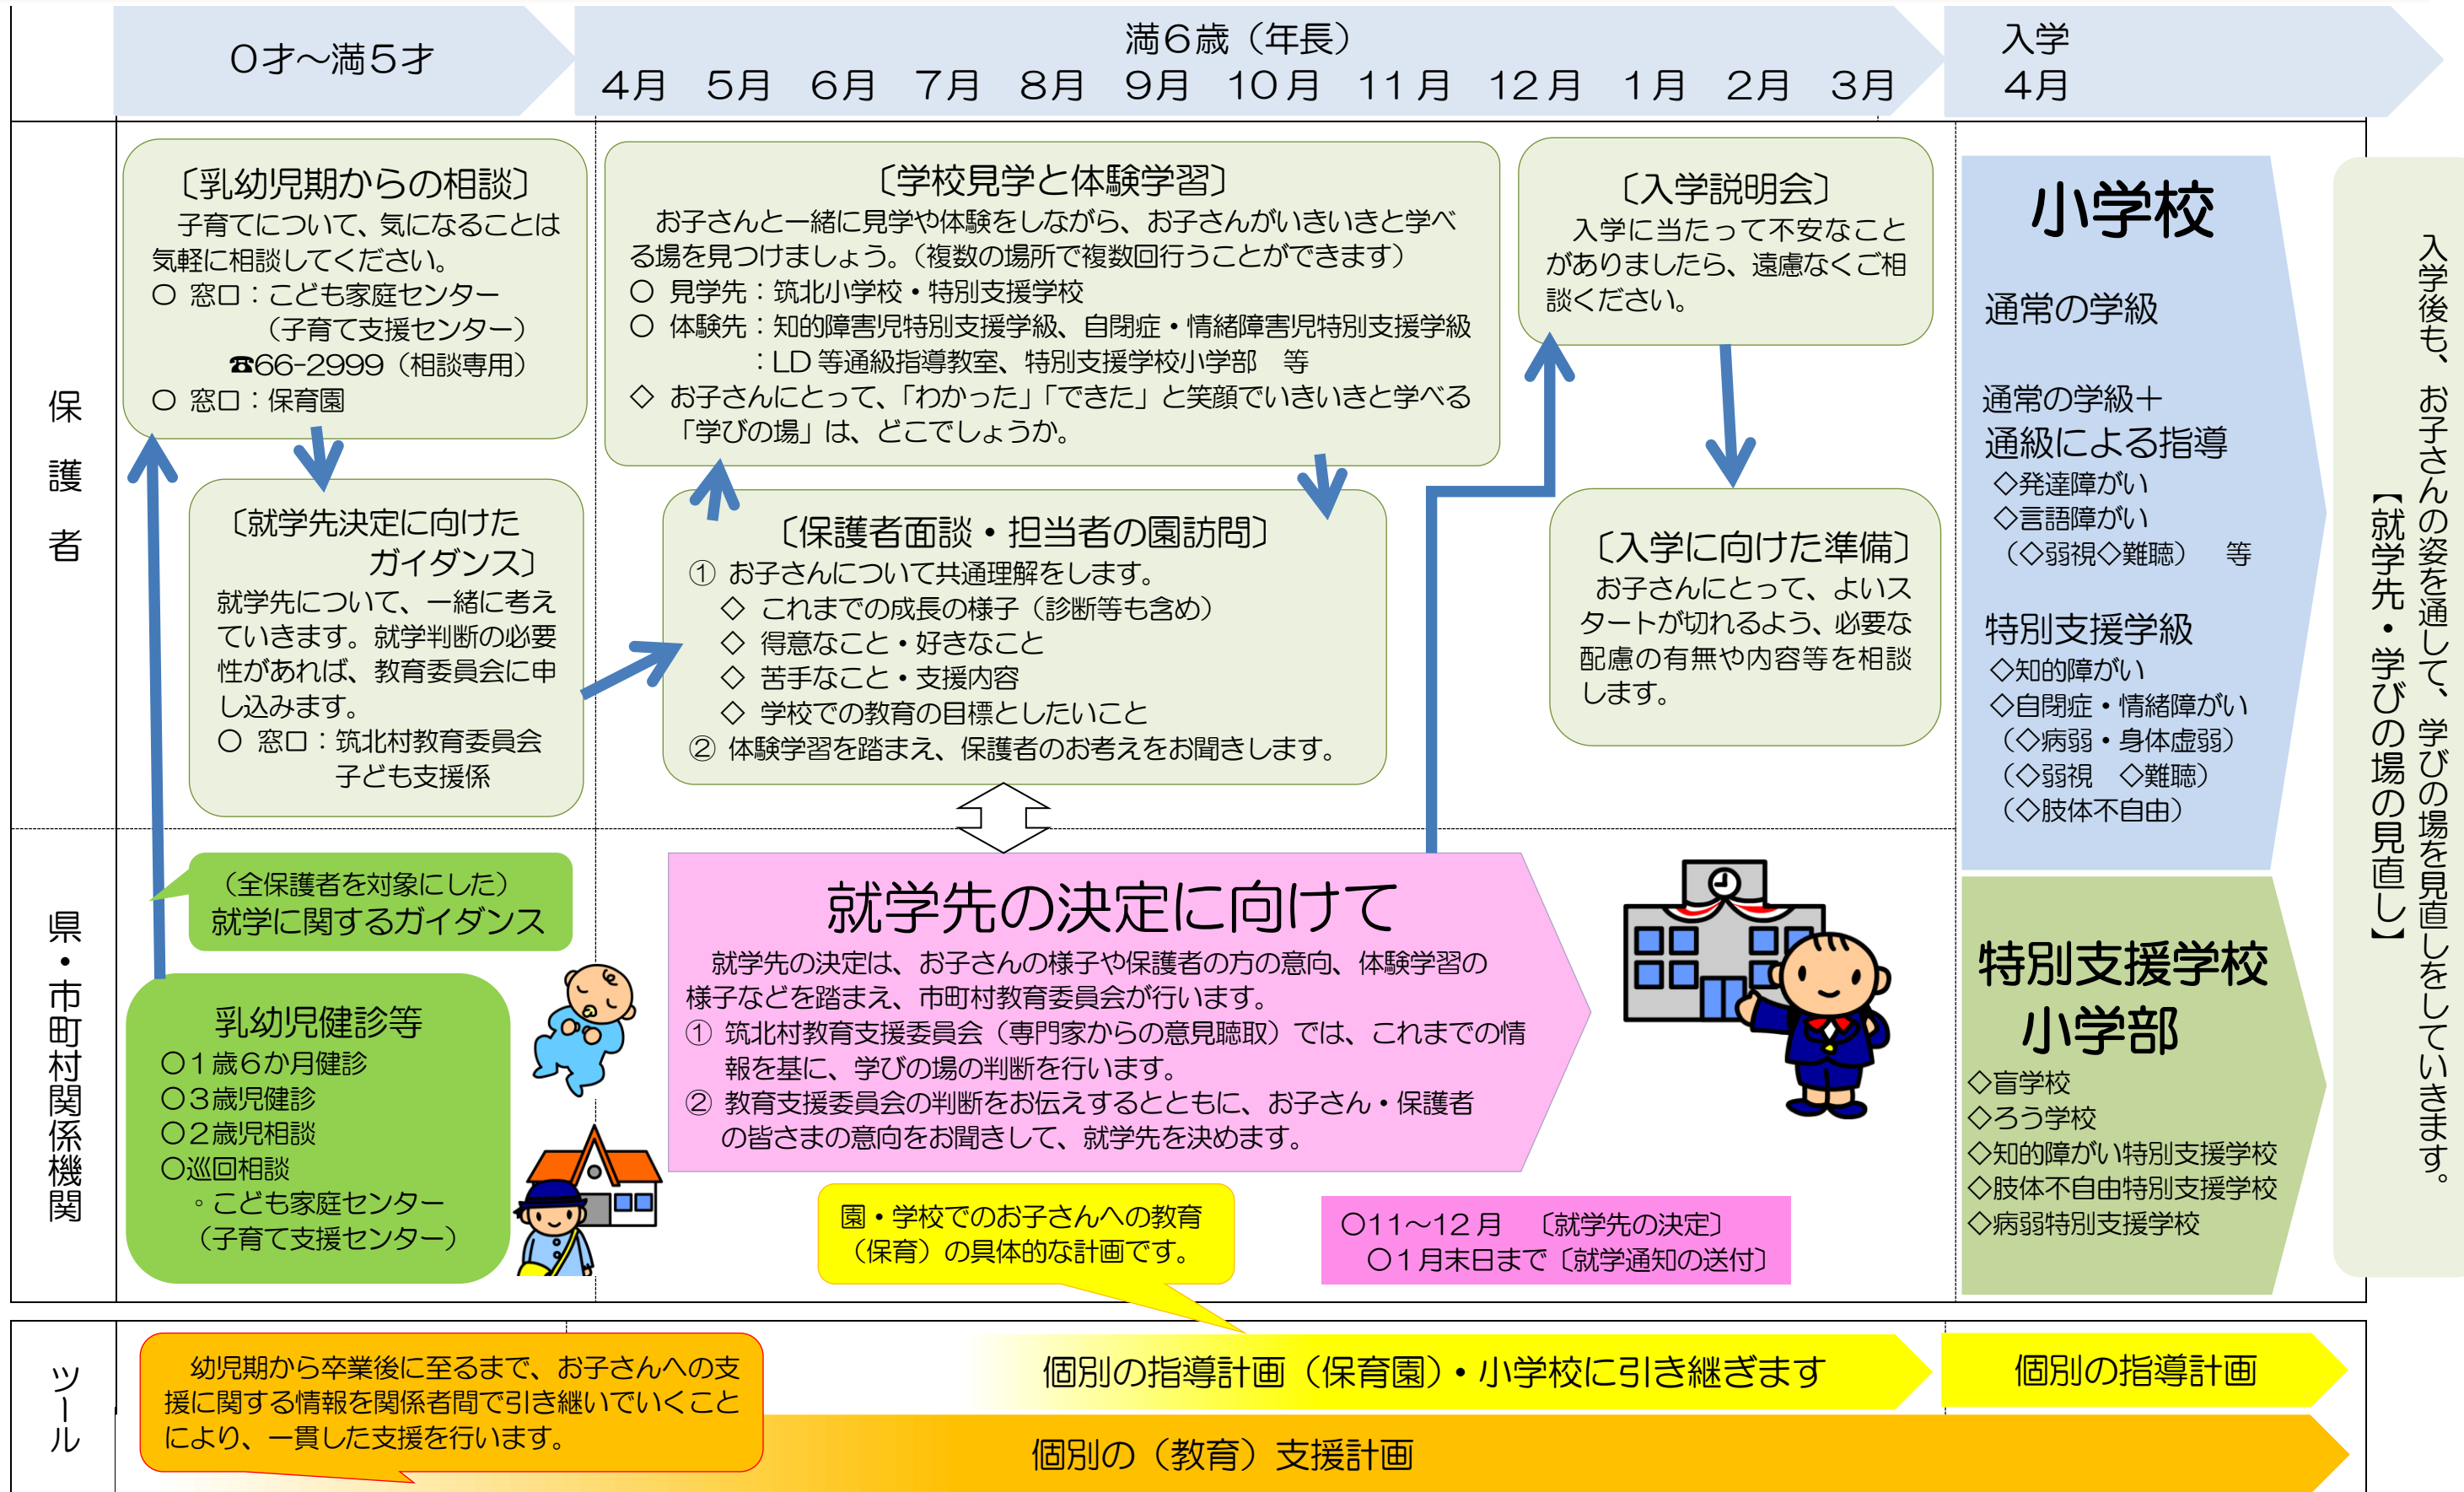 ０才～満５才
満６歳（年長）
４月　５月　６月　７月　８月　９月　１０月　１１月　１２月　１月　２月　３月
入学
４月
保護者
〔乳幼児期からの相談〕
子育てについて、気になることは
気軽に相談してください。
○ 窓口：こども家庭センター
（子育て支援センター）
☎66-2999（相談専用）
○ 窓口：保育園
〔就学先決定に向けた
ガイダンス〕
就学先について、一緒に考え
ていきます。就学判断の必要
性があれば、教育委員会に申
し込みます。
○ 窓口：筑北村教育委員会
子ども支援係
〔学校見学と体験学習〕
お子さんと一緒に見学や体験をしながら、お子さんがいきいきと学べ
る場を見つけましょう。（複数の場所で複数回行うことができます）
○ 見学先：筑北小学校・特別支援学校
○ 体験先：知的障害児特別支援学級、自閉症・情緒障害児特別支援学級
：LD 等通級指導教室、特別支援学校小学部　等
◇ お子さんにとって、「わかった」「できた」と笑顔でいきいきと学べる
「学びの場」は、どこでしょうか。
〔保護者面談・担当者の園訪問〕
① お子さんについて共通理解をします。
◇ これまでの成長の様子（診断等も含め）
◇ 得意なこと・好きなこと
◇ 苦手なこと・支援内容
◇ 学校での教育の目標としたいこと
② 体験学習を踏まえ、保護者のお考えをお聞きします。
〔入学説明会〕
入学に当たって不安なこと
がありましたら、遠慮なくご相
談ください。
〔入学に向けた準備〕
お子さんにとって、よいス
タートが切れるよう、必要な
配慮の有無や内容等を相談
します。
小学校
通常の学級
通常の学級＋
通級による指導
◇発達障がい
◇言語障がい
（◇弱視◇難聴）　等
特別支援学級
◇知的障がい
◇自閉症・情緒障がい
（◇病弱・身体虚弱）
（◇弱視　◇難聴）
（◇肢体不自由）
特別支援学校
小学部
◇盲学校
◇ろう学校
◇知的障がい特別支援学校
◇肢体不自由特別支援学校
◇病弱特別支援学校
入学後も、お子さんの姿を通して、学びの場を見直しをしていきます。
【就学先・学びの場の見直し】
県・市町村関係機関
（全保護者を対象にした）
就学に関するガイダンス
乳幼児健診等
○１歳６か月健診
○３歳児健診
○２歳児相談
○巡回相談
。こども家庭センター
（子育て支援センター）
就学先の決定に向けて
就学先の決定は、お子さんの様子や保護者の方の意向、体験学習の
様子などを踏まえ、市町村教育委員会が行います。
① 筑北村教育支援委員会（専門家からの意見聴取）では、これまでの情
報を基に、学びの場の判断を行います。
② 教育支援委員会の判断をお伝えするとともに、お子さん・保護者
の皆さまの意向をお聞きして、就学先を決めます。
園・学校でのお子さんへの教育
（保育）の具体的な計画です。
○11～12 月　〔就学先の決定〕
○１月末日まで〔就学通知の送付〕
ツール
幼児期から卒業後に至るまで、お子さんへの支
援に関する情報を関係者間で引き継いでいくこと
により、一貫した支援を行います。
個別の指導計画（保育園）・小学校に引き継ぎます
個別の指導計画
個別の（教育）支援計画